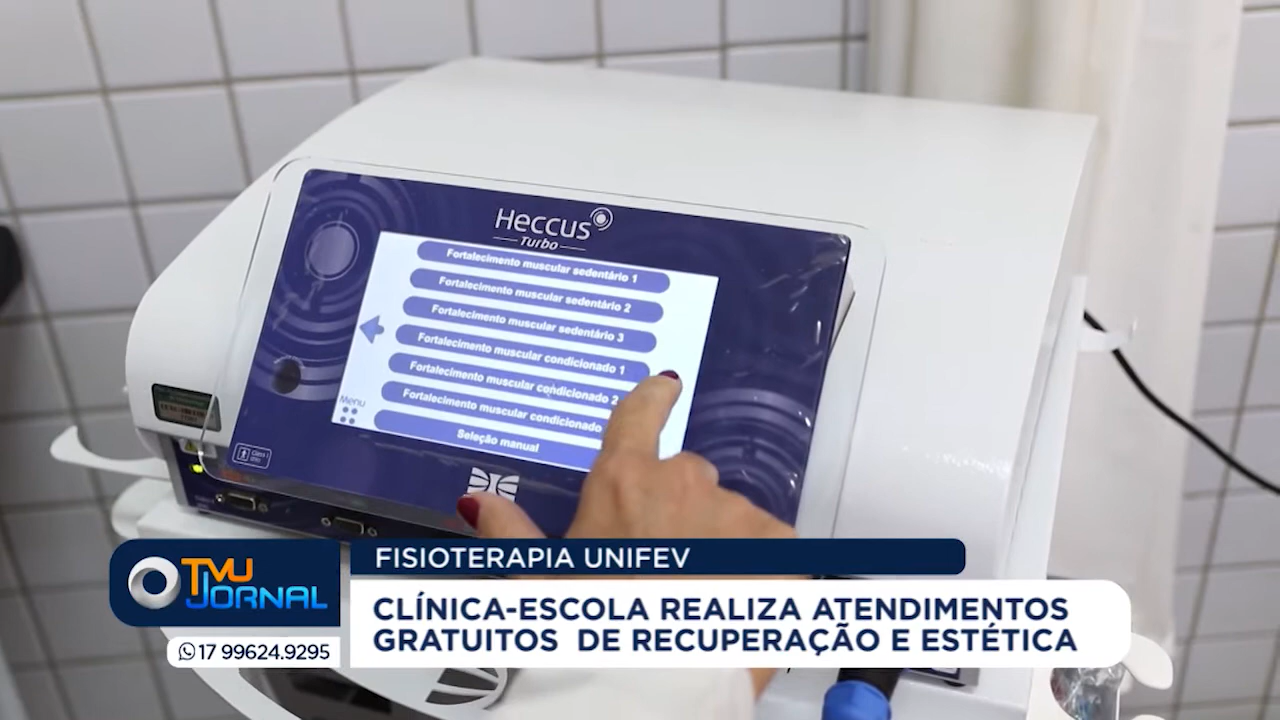 Heccus
Turbo
Fortalecimento muscular sedentário 1
Fortalecimento muscular sedentário 2
Fortalecimento muscular sedentário 3
Fortalecimento muscular condicionado 1
Fortalecimento muscular condicionado 2
Fortalecimento muscular condicionado
Seleção manual
Menu
FISIOTERAPIA UNIFEV
TVU
JORNAL
CLÍNICA-ESCOLA REALIZA ATENDIMENTOS
GRATUITOS DE RECUPERAÇÃO E ESTÉTICA
17 99624.9295